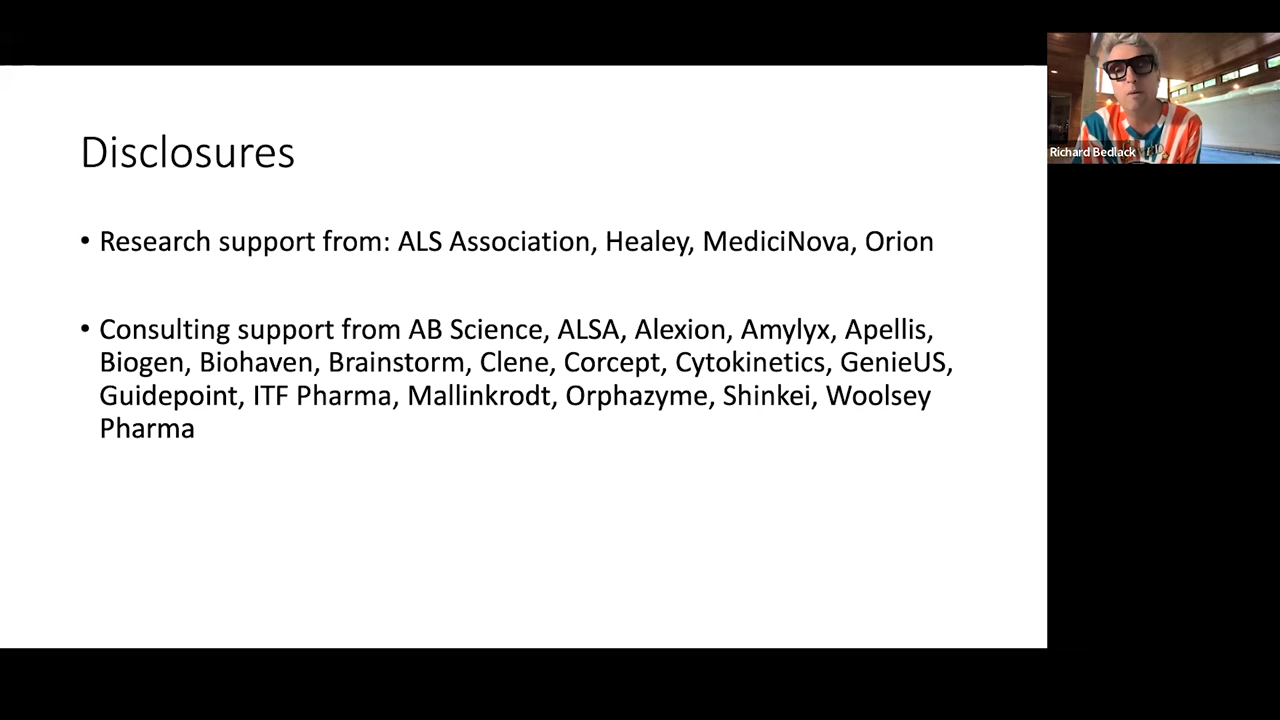 Disclosures
• Research support from: ALS Association, Healey, MediciNova, Orion
• Consulting support from AB Science, ALSA, Alexion, Amylyx, Apellis,
Biogen, Biohaven, Brainstorm, Clene, Corcept, Cytokinetics, GenieUS,
Guidepoint, ITF Pharma, Mallinkrodt, Orphazyme, Shinkei, Woolsey
Pharma
Richard Bedlack